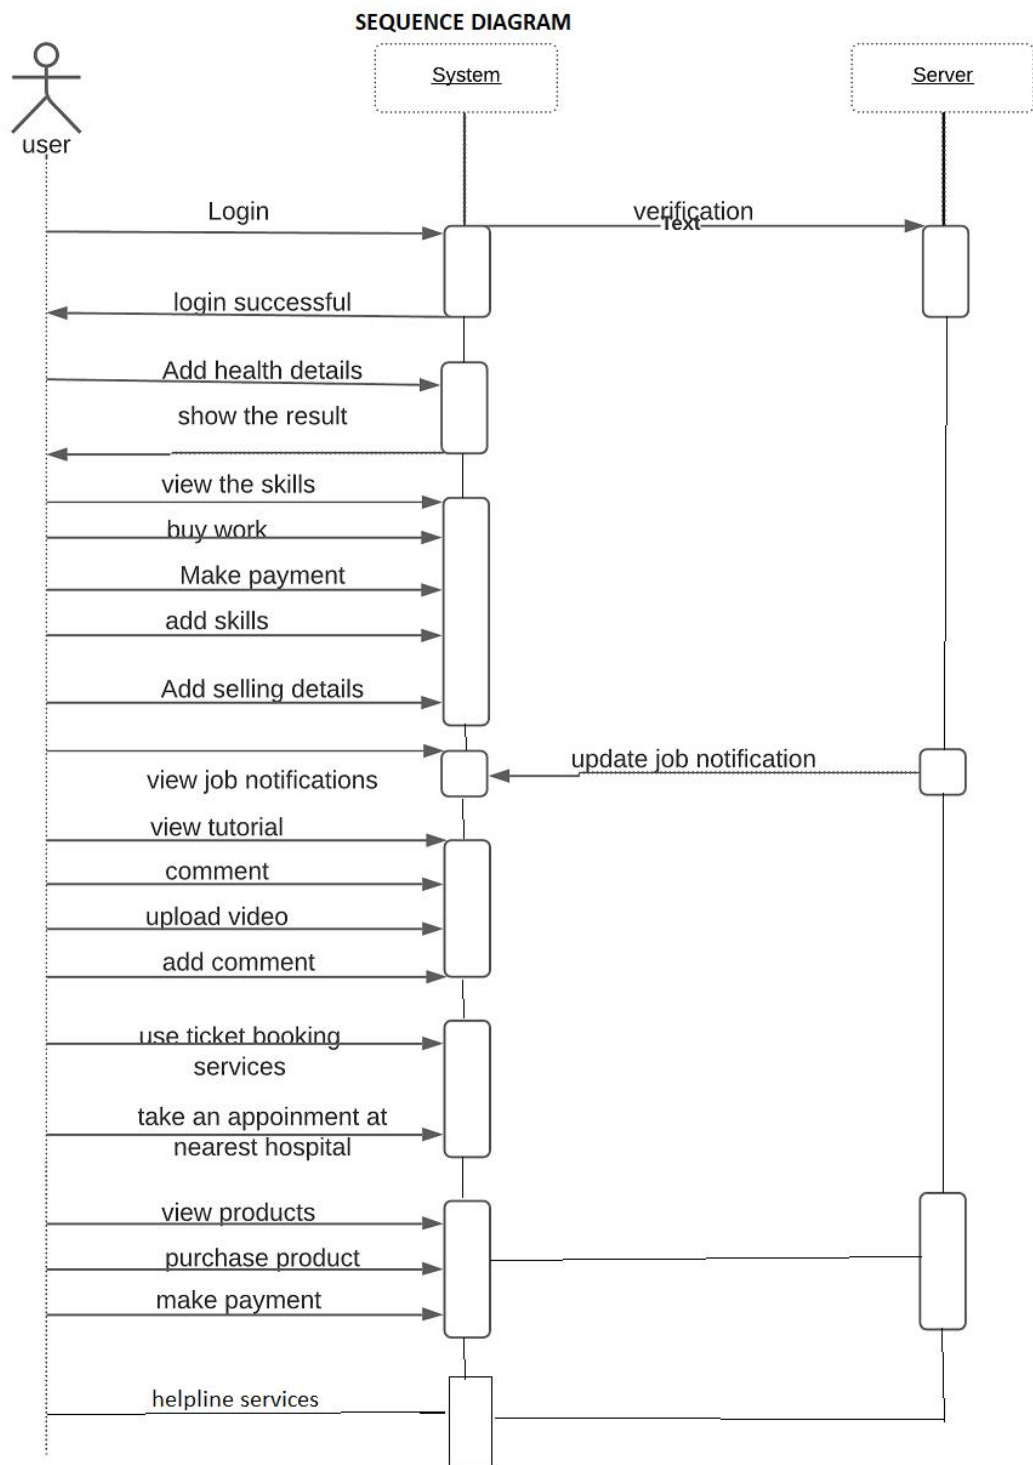 SEQUENCE DIAGRAM
System
Server
user
Login
verification
Text
login successful
Add health details
show the result
view the skills
buy work
Make payment
add skills
Add selling details
update job notification
view job notifications
view tutorial
comment
upload video
add comment
use ticket booking
services
take an appoinment at
nearest hospital
view products
purchase product
make payment
helpline services